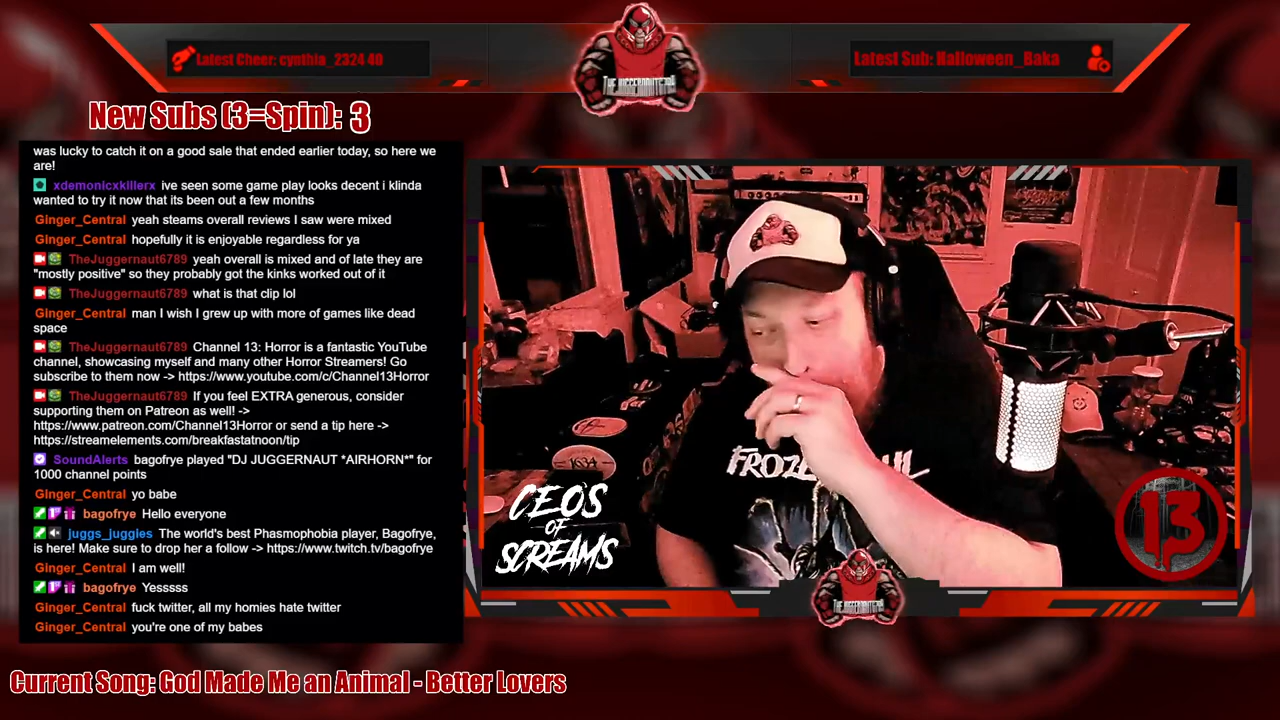 Latest Cheer: cynthia_2324 40
THEJUGGERNAUT6789
Latest Sub: Halloween_Baka
New Subs (3=Spin): 3
was lucky to catch it on a good sale that ended earlier today, so here we
are!
xdemonicxkillerx ive seen some game play looks decent i klinda
wanted to try it now that its been out a few months
Ginger_Central yeah steams overall reviews I saw were mixed
Ginger_Central hopefully it is enjoyable regardless for ya
TheJuggernaut6789 yeah overall is mixed and of late they are
"mostly positive" so they probably got the kinks worked out of it
TheJuggernaut6789 what is that clip lol
Ginger_Central man I wish I grew up with more of games like dead
space
TheJuggernaut6789 Channel 13: Horror is a fantastic YouTube
channel, showcasing myself and many other Horror Streamers! Go
subscribe to them now -> https://www.youtube.com/c/Channel13Horror
TheJuggernaut6789 If you feel EXTRA generous, consider
supporting them on Patreon as well! ->
https://www.patreon.com/Channel13Horror or send a tip here ->
https://streamelements.com/breakfastatnoon/tip
SoundAlerts bagofrye played "DJ JUGGERNAUT *AIRHORN*" for
1000 channel points
Ginger_Central yo babe
bagofrye Hello everyone
juggs_juggies The world's best Phasmophobia player, Bagofrye,
is here! Make sure to drop her a follow -> https://www.twitch.tv/bagofrye
Ginger_Central I am well!
bagofrye Yesssss
Ginger_Central fuck twitter, all my homies hate twitter
Ginger_Central you're one of my babes
1634
CEO'S
OF
SCREAMS
13
Current Song: God Made Me an Animal - Better Lovers